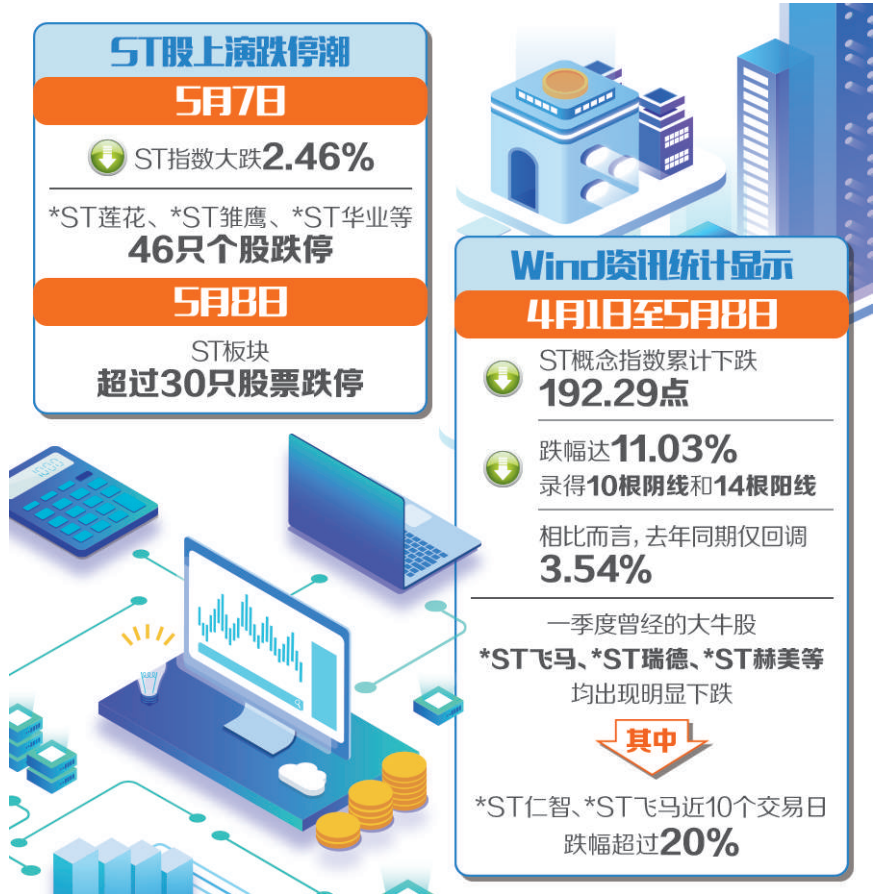 ST股上演跌停潮
5月7日
ST指数大跌2.46%
*ST莲花、*ST雏鹰、*ST华业等
46只个股跌停
5月8日
ST板块
超过30只股票跌停
Wind资讯统计显示
4月1日至5月8日
ST概念指数累计下跌
192.29点
跌幅达11.03%
录得10根阴线和14根阳线
相比而言,去年同期仅回调
3.54%
一季度曾经的大牛股
*ST飞马、*ST瑞德、*ST赫美等
均出现明显下跌
其中
*ST仁智、*ST飞马近10个交易日
跌幅超过20%